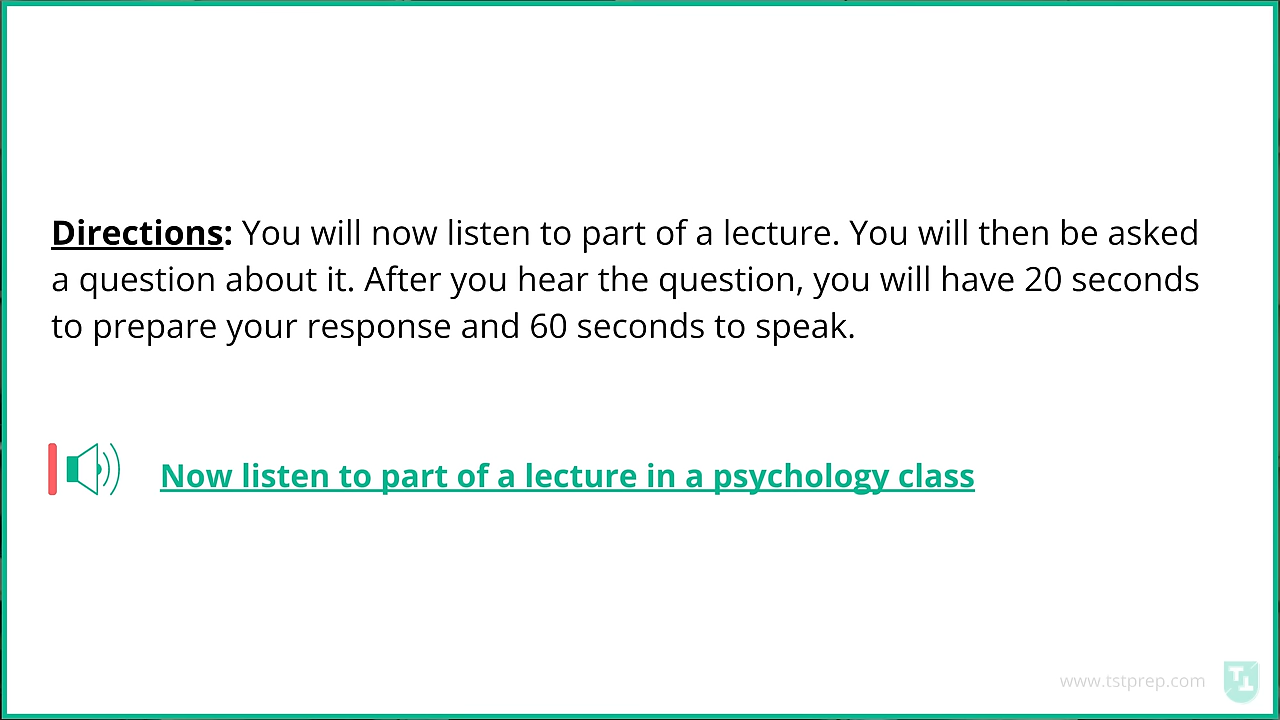 Directions: You will now listen to part of a lecture. You will then be asked
a question about it. After you hear the question, you will have 20 seconds
to prepare your response and 60 seconds to speak.
Now listen to part of a lecture in a psychology class
www.tstprep.com